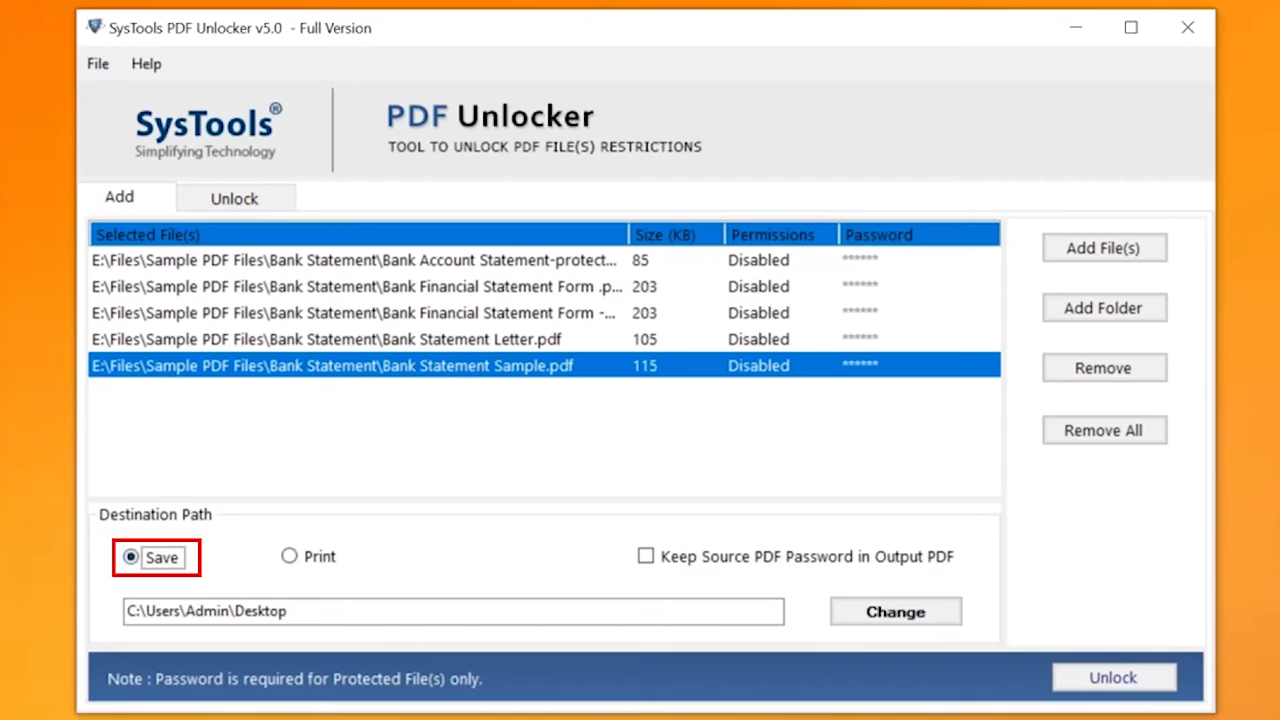 SysTools PDF Unlocker v5.0 - Full Version
File Help
SysTools®
Simplifying Technology
PDF Unlocker
TOOL TO UNLOCK PDF FILE(S) RESTRICTIONS
Add Unlock
Selected File(s) Size (KB) Permissions Password
E:\Files\Sample PDF Files\Bank Statement\Bank Account Statement-protect... 85 Disabled ******
E:\Files\Sample PDF Files\Bank Statement\Bank Financial Statement Form .p... 203 Disabled ******
E:\Files\Sample PDF Files\Bank Statement\Bank Financial Statement Form -... 203 Disabled ******
E:\Files\Sample PDF Files\Bank Statement\Bank Statement Letter.pdf 105 Disabled ******
E:\Files\Sample PDF Files\Bank Statement\Bank Statement Sample.pdf 115 Disabled ******
Add File(s)
Add Folder
Remove
Remove All
Destination Path
Save Print Keep Source PDF Password in Output PDF
C:\Users\Admin\Desktop Change
Note : Password is required for Protected File(s) only. Unlock